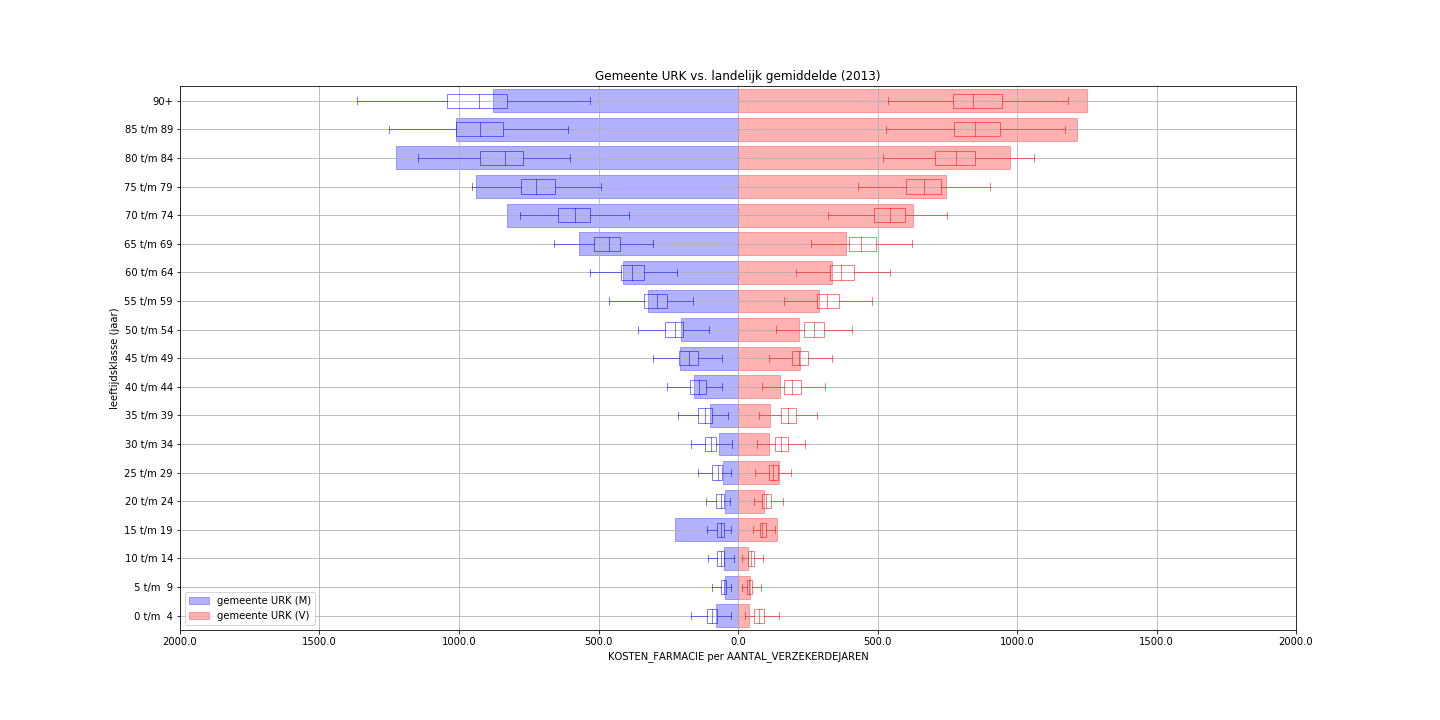 Gemeente URK vs. landelijk gemiddelde (2013)
90+
85 t/m 89
80 t/m 84
75 t/m 79
70 t/m 74
65 t/m 69
60 t/m 64
55 t/m 59
50 t/m 54
45 t/m 49
40 t/m 44
35 t/m 39
30 t/m 34
25 t/m 29
20 t/m 24
15 t/m 19
10 t/m 14
5 t/m 9
0 t/m 4
leeftijdsklasse (jaar)
gemeente URK (M)
gemeente URK (V)
2000.0 1500.0 1000.0 500.0 0.0 500.0 1000.0 1500.0 2000.0
KOSTEN_FARMACIE per AANTAL_VERZEKERDEJAREN